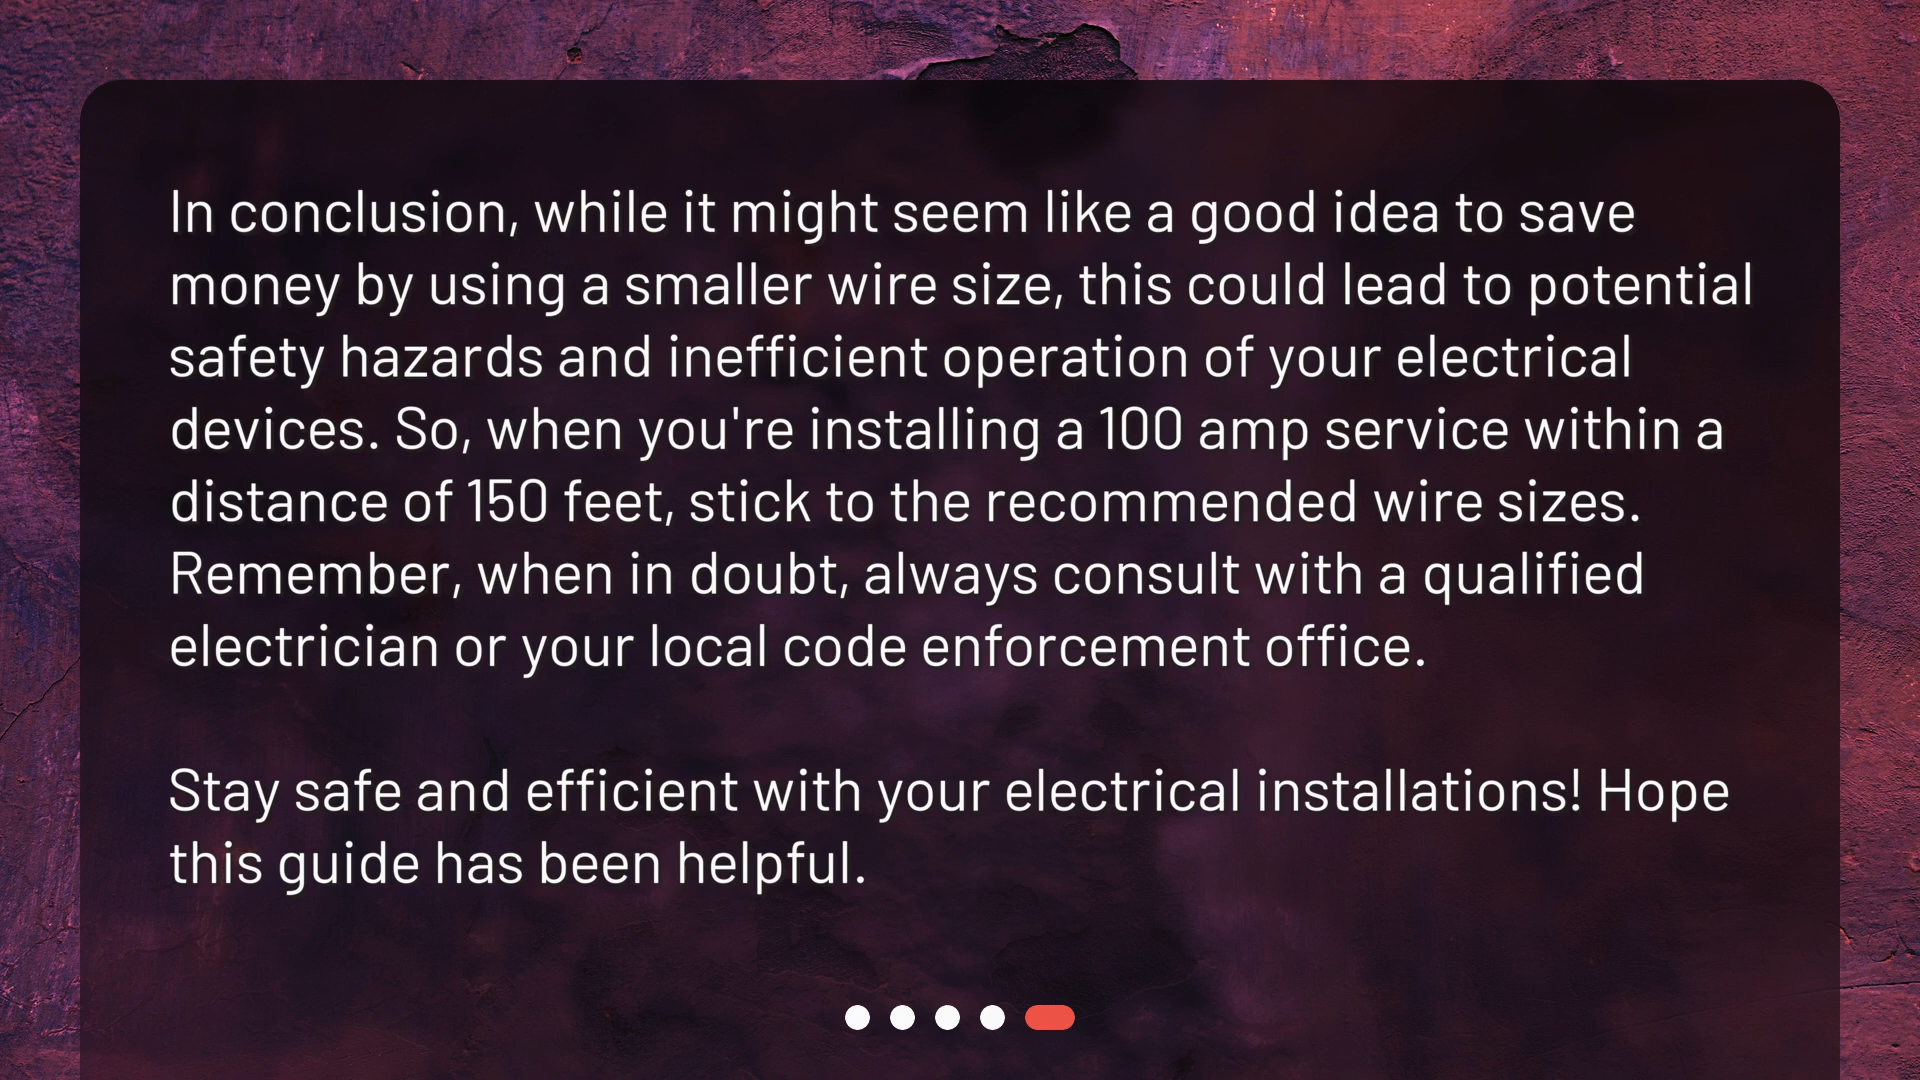 In conclusion, while it might seem like a good idea to save
money by using a smaller wire size, this could lead to potential
safety hazards and inefficient operation of your electrical
devices. So, when you're installing a 100 amp service within a
distance of 150 feet, stick to the recommended wire sizes.
Remember, when in doubt, always consult with a qualified
electrician or your local code enforcement office.
Stay safe and efficient with your electrical installations! Hope
this guide has been helpful.